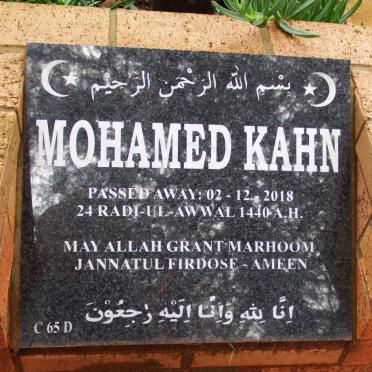 بِسْمِ اللهِ الرَّحْمٰنِ الرَّحِيْمِ
MOHAMED KAHN
PASSED AWAY: 02 - 12 - 2018
24 RADI-UL-AWWAL 1440 A.H.
MAY ALLAH GRANT MARHOOM
JANNATUL FIRDOSE - AMEEN
اِنَّا لِلّٰهِ وَاِنَّا اِلَيْهِ رٰجِعُوْنَ
C 65 D